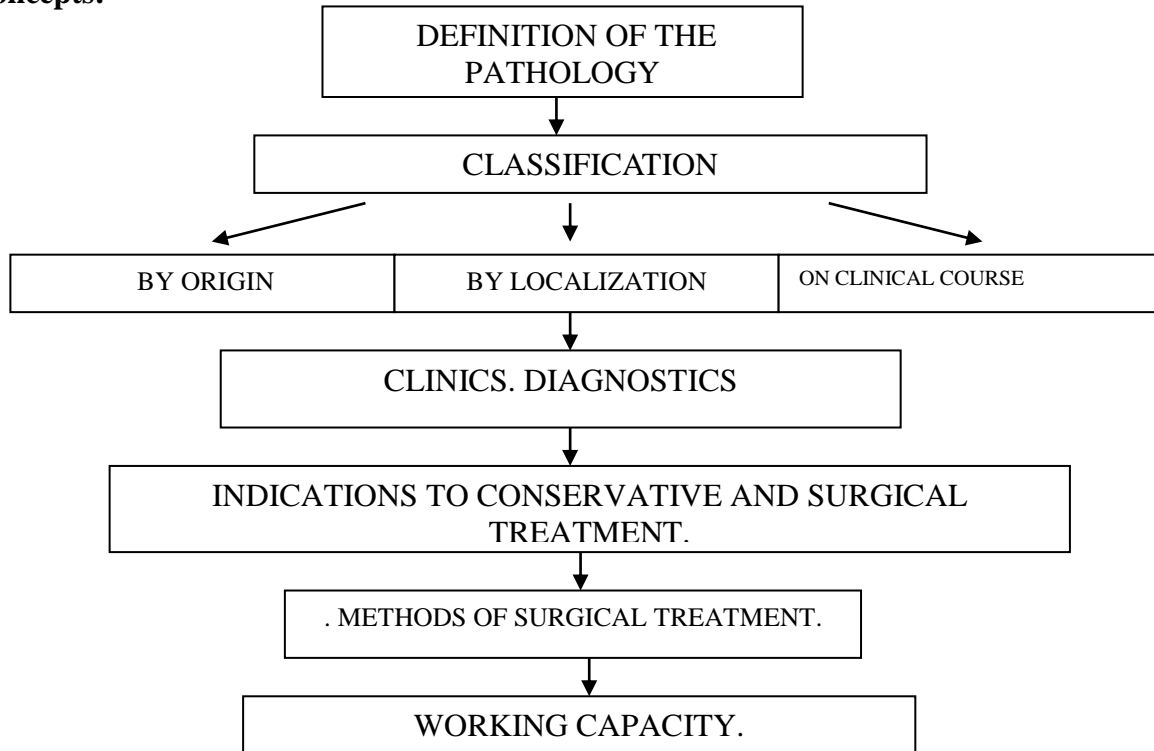 DEFINITION OF THE
PATHOLOGY
CLASSIFICATION
BY ORIGIN
BY LOCALIZATION
ON CLINICAL COURSE
CLINICS. DIAGNOSTICS
INDICATIONS TO CONSERVATIVE AND SURGICAL
TREATMENT.
. METHODS OF SURGICAL TREATMENT.
WORKING CAPACITY.